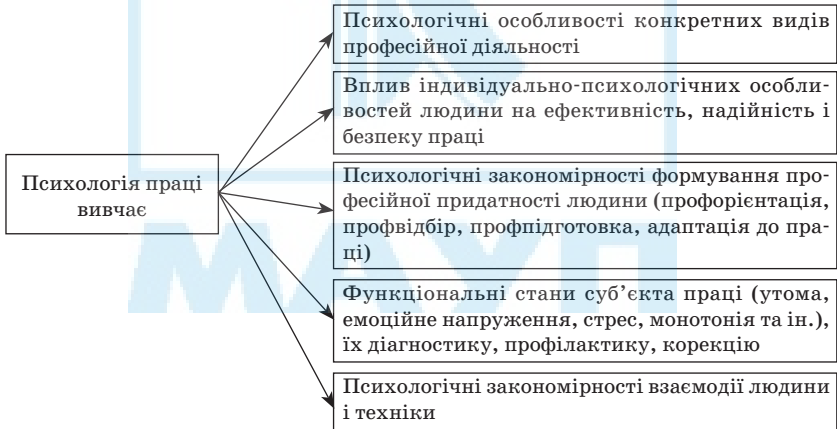 Психологія праці
вивчає
Психологічні особливості конкретних видів
професійної діяльності
Вплив індивідуально-психологічних особли-
востей людини на ефективність, надійність і
безпеку праці
Психологічні закономірності формування про-
фесійної придатності людини (профорієнтація,
профвідбір, профпідготовка, адаптація до пра-
ці)
Функціональні стани суб’єкта праці (утома,
емоційне напруження, стрес, монотонія та ін.),
їх діагностику, профілактику, корекцію
Психологічні закономірності взаємодії людини
і техніки
МАУП